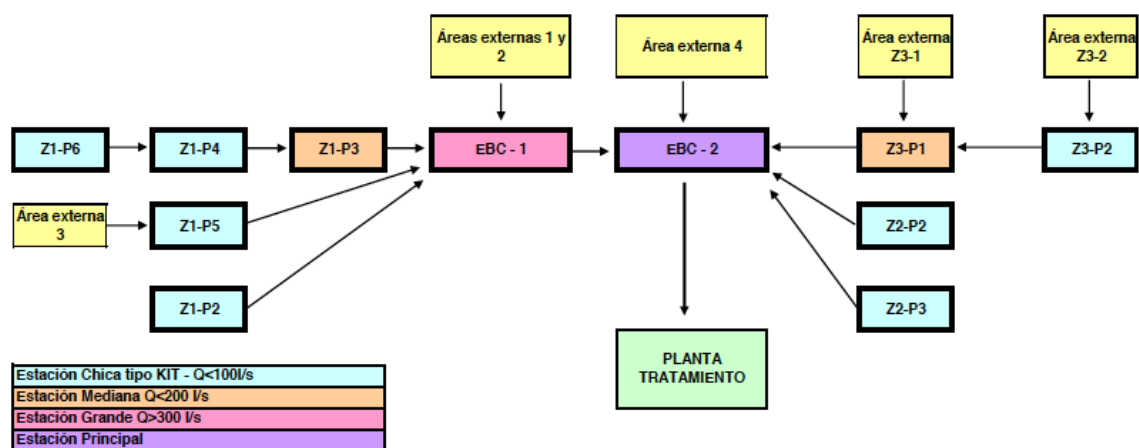 Áreas externas 1 y
2
Área externa 4
Área externa
Z3-1
Área externa
Z3-2
Z1-P6
Z1-P4
Z1-P3
EBC - 1
EBC - 2
Z3-P1
Z3-P2
Área externa
3
Z1-P5
Z2-P2
Z1-P2
Z2-P3
PLANTA
TRATAMIENTO
Estación Chica tipo KIT - Q<100l/s
Estación Mediana Q<200 l/s
Estación Grande Q>300 l/s
Estación Principal